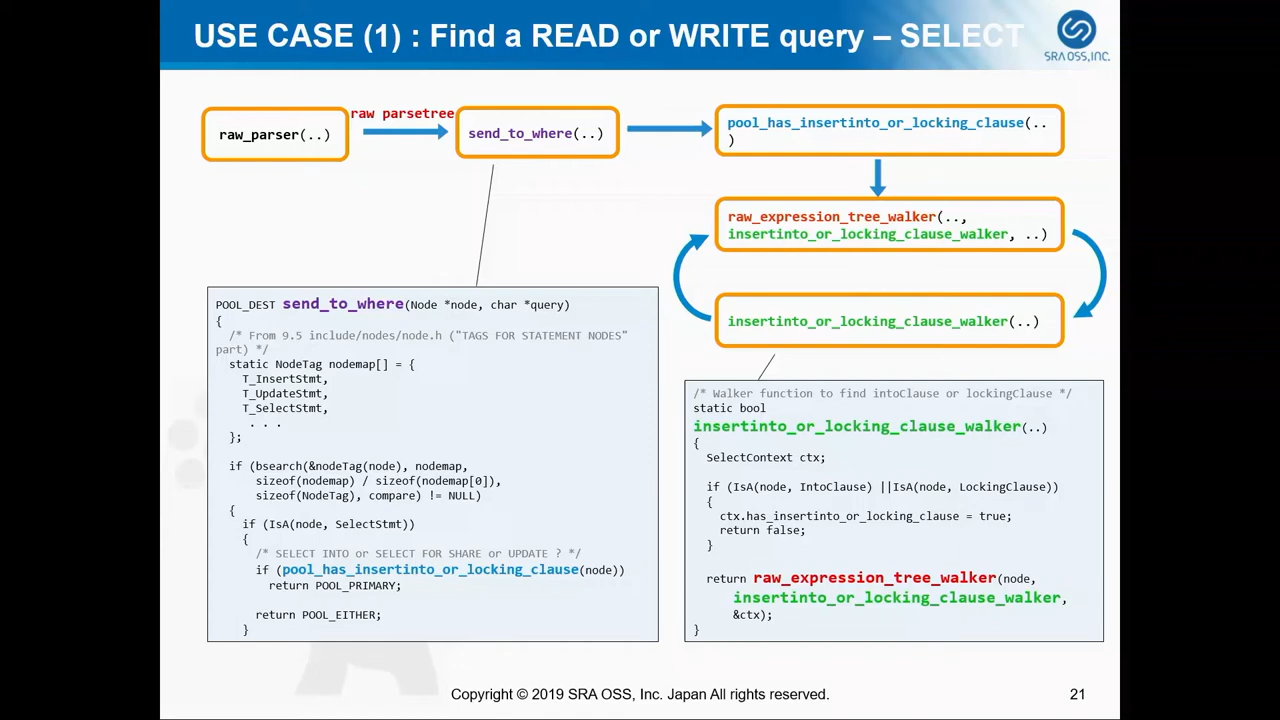 USE CASE (1) : Find a READ or WRITE query – SELECT
SRA OSS, INC.
raw_parser(..)
raw parsetree
send_to_where(..)
pool_has_insertinto_or_locking_clause(..
)
raw_expression_tree_walker(..,
insertinto_or_locking_clause_walker, ..)
insertinto_or_locking_clause_walker(..)
POOL_DEST send_to_where(Node *node, char *query)
{
/* From 9.5 include/nodes/node.h ("TAGS FOR STATEMENT NODES"
part) */
static NodeTag nodemap[] = {
T_InsertStmt,
T_UpdateStmt,
T_SelectStmt,
. . .
};
if (bsearch(&nodeTag(node), nodemap,
sizeof(nodemap) / sizeof(nodemap[0]),
sizeof(NodeTag), compare) != NULL)
{
if (IsA(node, SelectStmt))
{
/* SELECT INTO or SELECT FOR SHARE or UPDATE ? */
if (pool_has_insertinto_or_locking_clause(node))
return POOL_PRIMARY;
return POOL_EITHER;
}
/* Walker function to find intoClause or lockingClause */
static bool
insertinto_or_locking_clause_walker(..)
{
SelectContext ctx;
if (IsA(node, IntoClause) ||IsA(node, LockingClause))
{
ctx.has_insertinto_or_locking_clause = true;
return false;
}
return raw_expression_tree_walker(node,
insertinto_or_locking_clause_walker,
&ctx);
}
Copyright © 2019 SRA OSS, Inc. Japan All rights reserved.
21